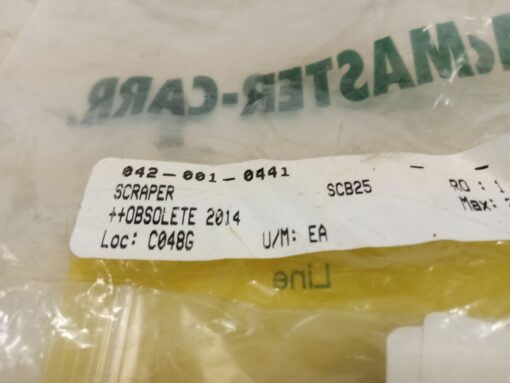 McMASTER-CARR.
042-001-0441
SCRAPER SCB25 RO : 1
++OBSOLETE 2014 Max:
Loc: C048G U/M: EA
Line